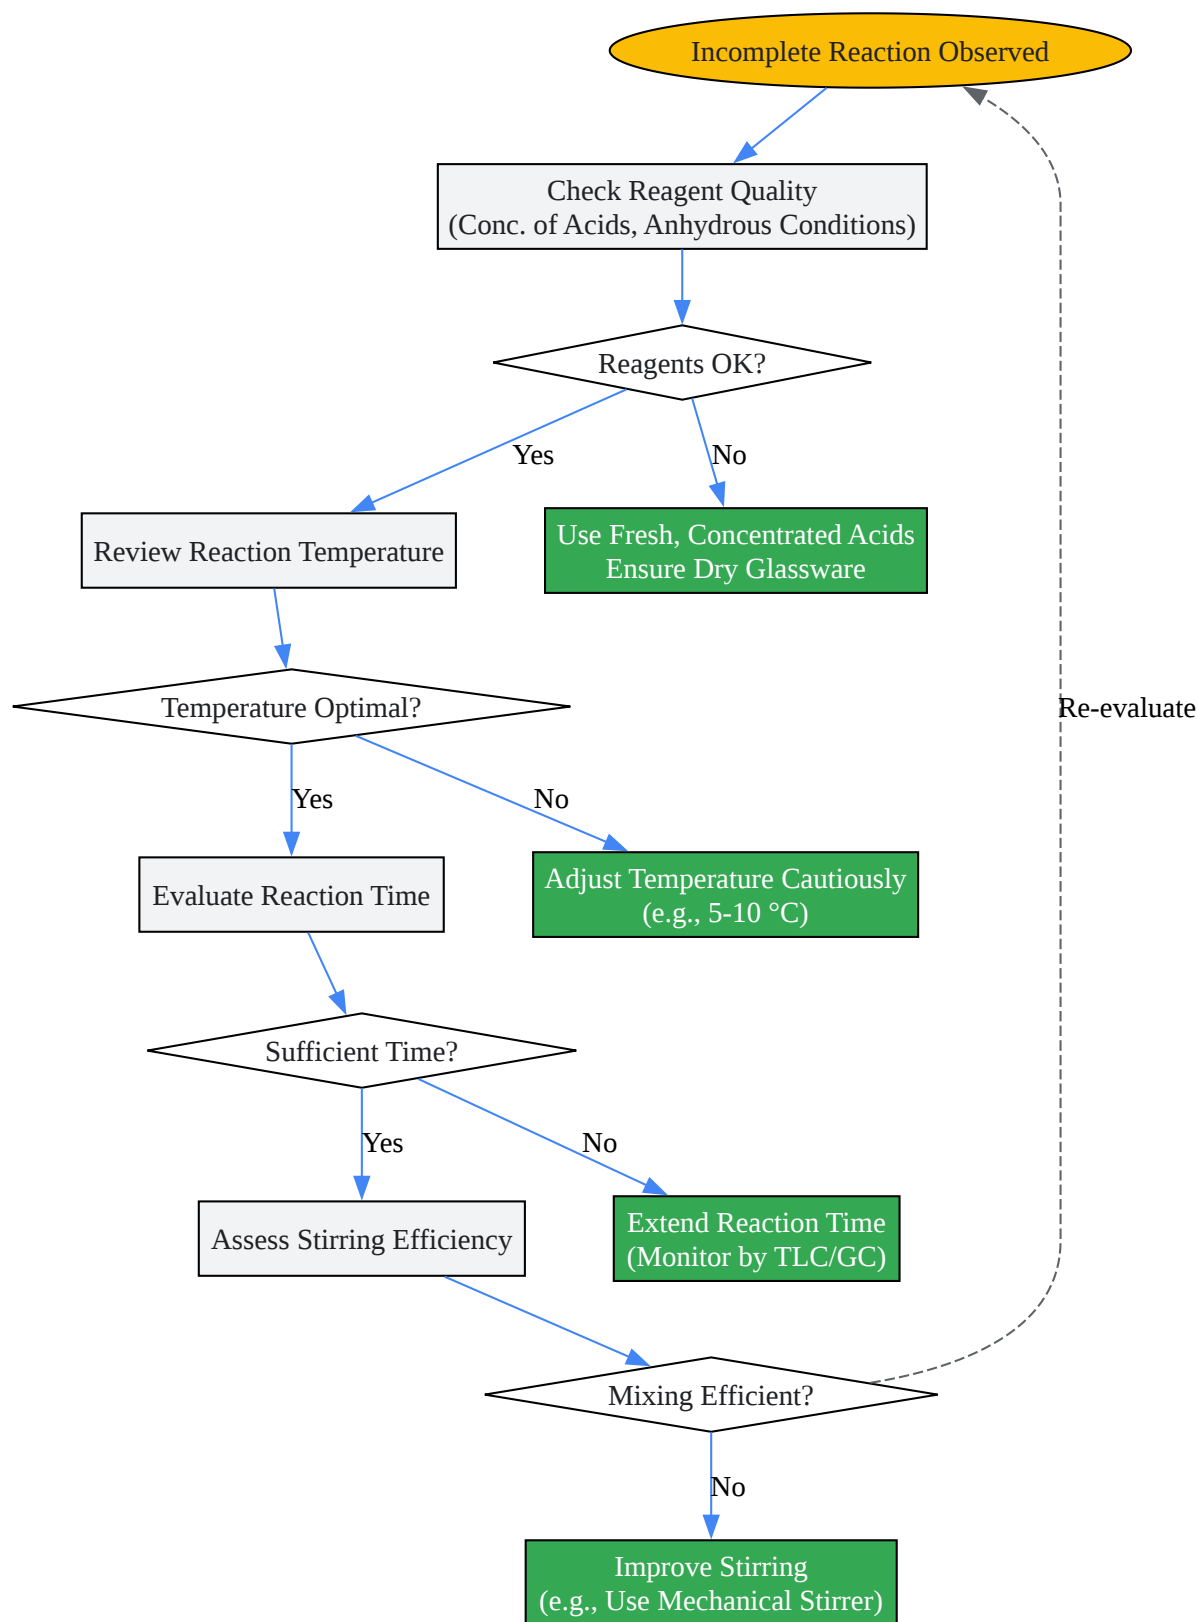 Incomplete Reaction Observed
Check Reagent Quality
(Conc. of Acids, Anhydrous Conditions)
Reagents OK?
Yes
No
Review Reaction Temperature
Use Fresh, Concentrated Acids
Ensure Dry Glassware
Temperature Optimal?
Re-evaluate
Yes
No
Evaluate Reaction Time
Adjust Temperature Cautiously
(e.g., 5-10 °C)
Sufficient Time?
Yes
No
Assess Stirring Efficiency
Extend Reaction Time
(Monitor by TLC/GC)
Mixing Efficient?
No
Improve Stirring
(e.g., Use Mechanical Stirrer)